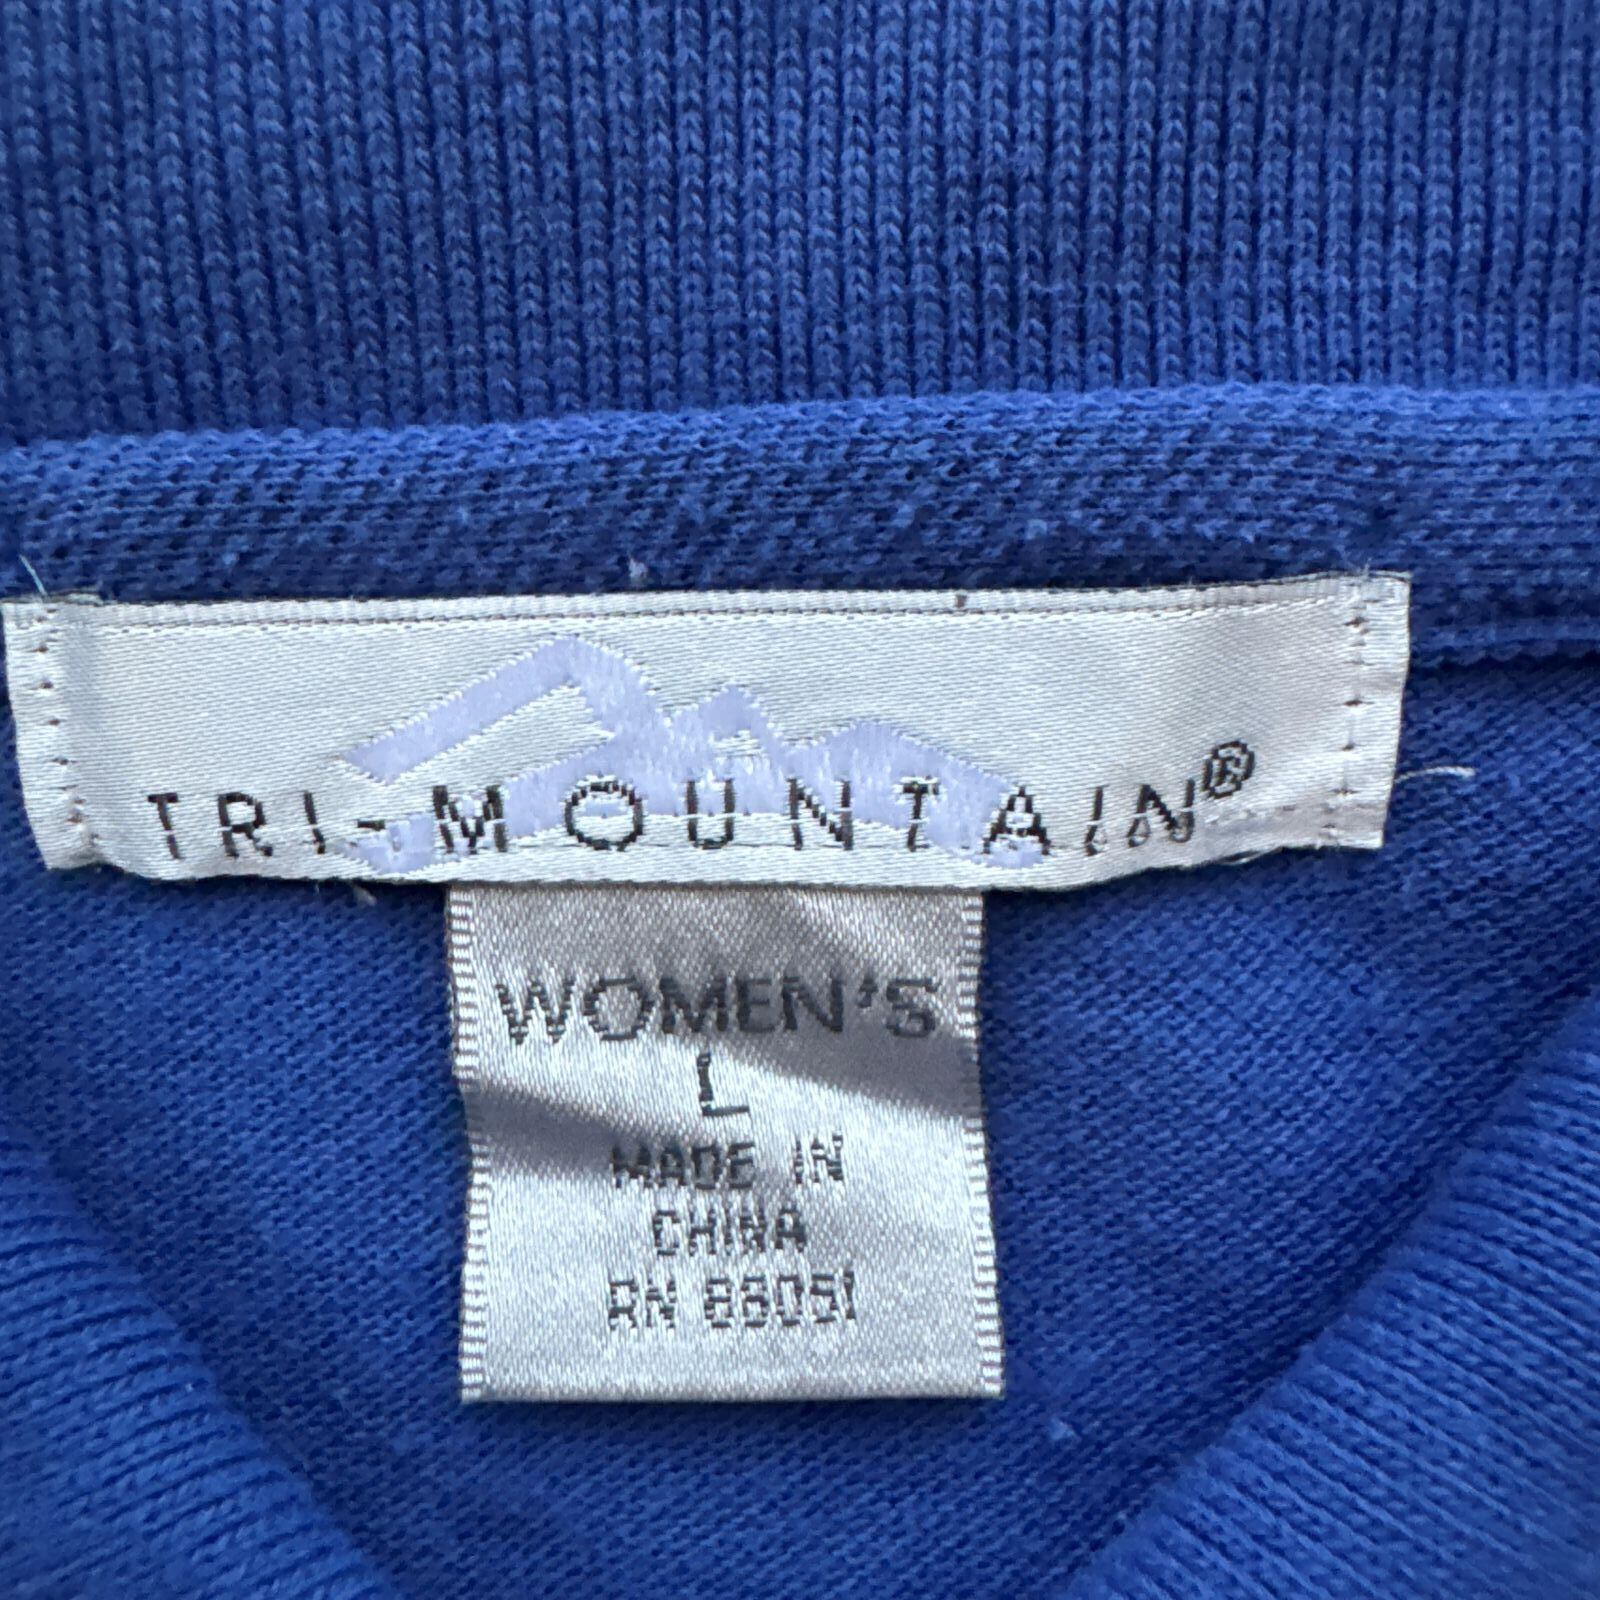 TRI-MOUNTAIN®
WOMEN'S
L
MADE IN
CHINA
RN 88051